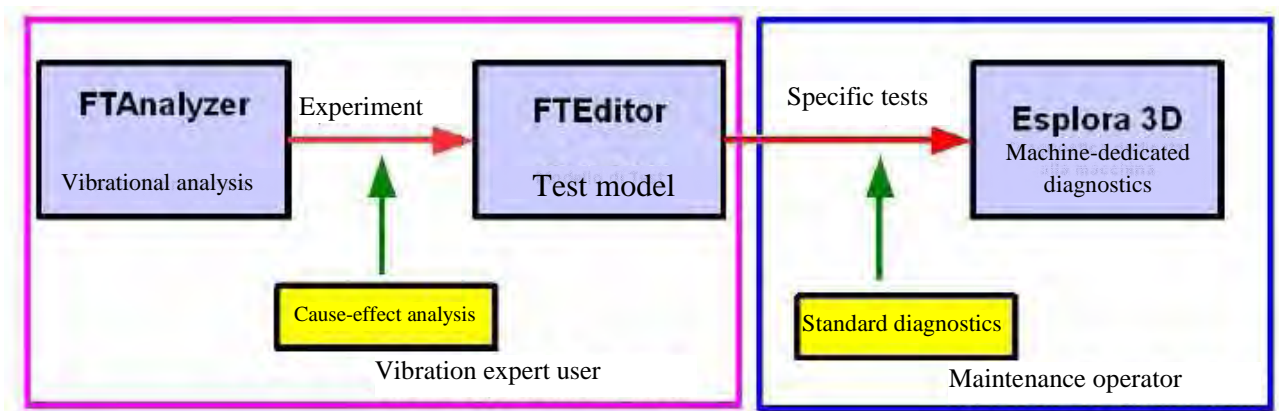 FTAnalyzer
Vibrational analysis
Experiment
FTEditor
Test model
Cause-effect analysis
Vibration expert user
Specific tests
Esplora 3D
Machine-dedicated
diagnostics
Standard diagnostics
Maintenance operator